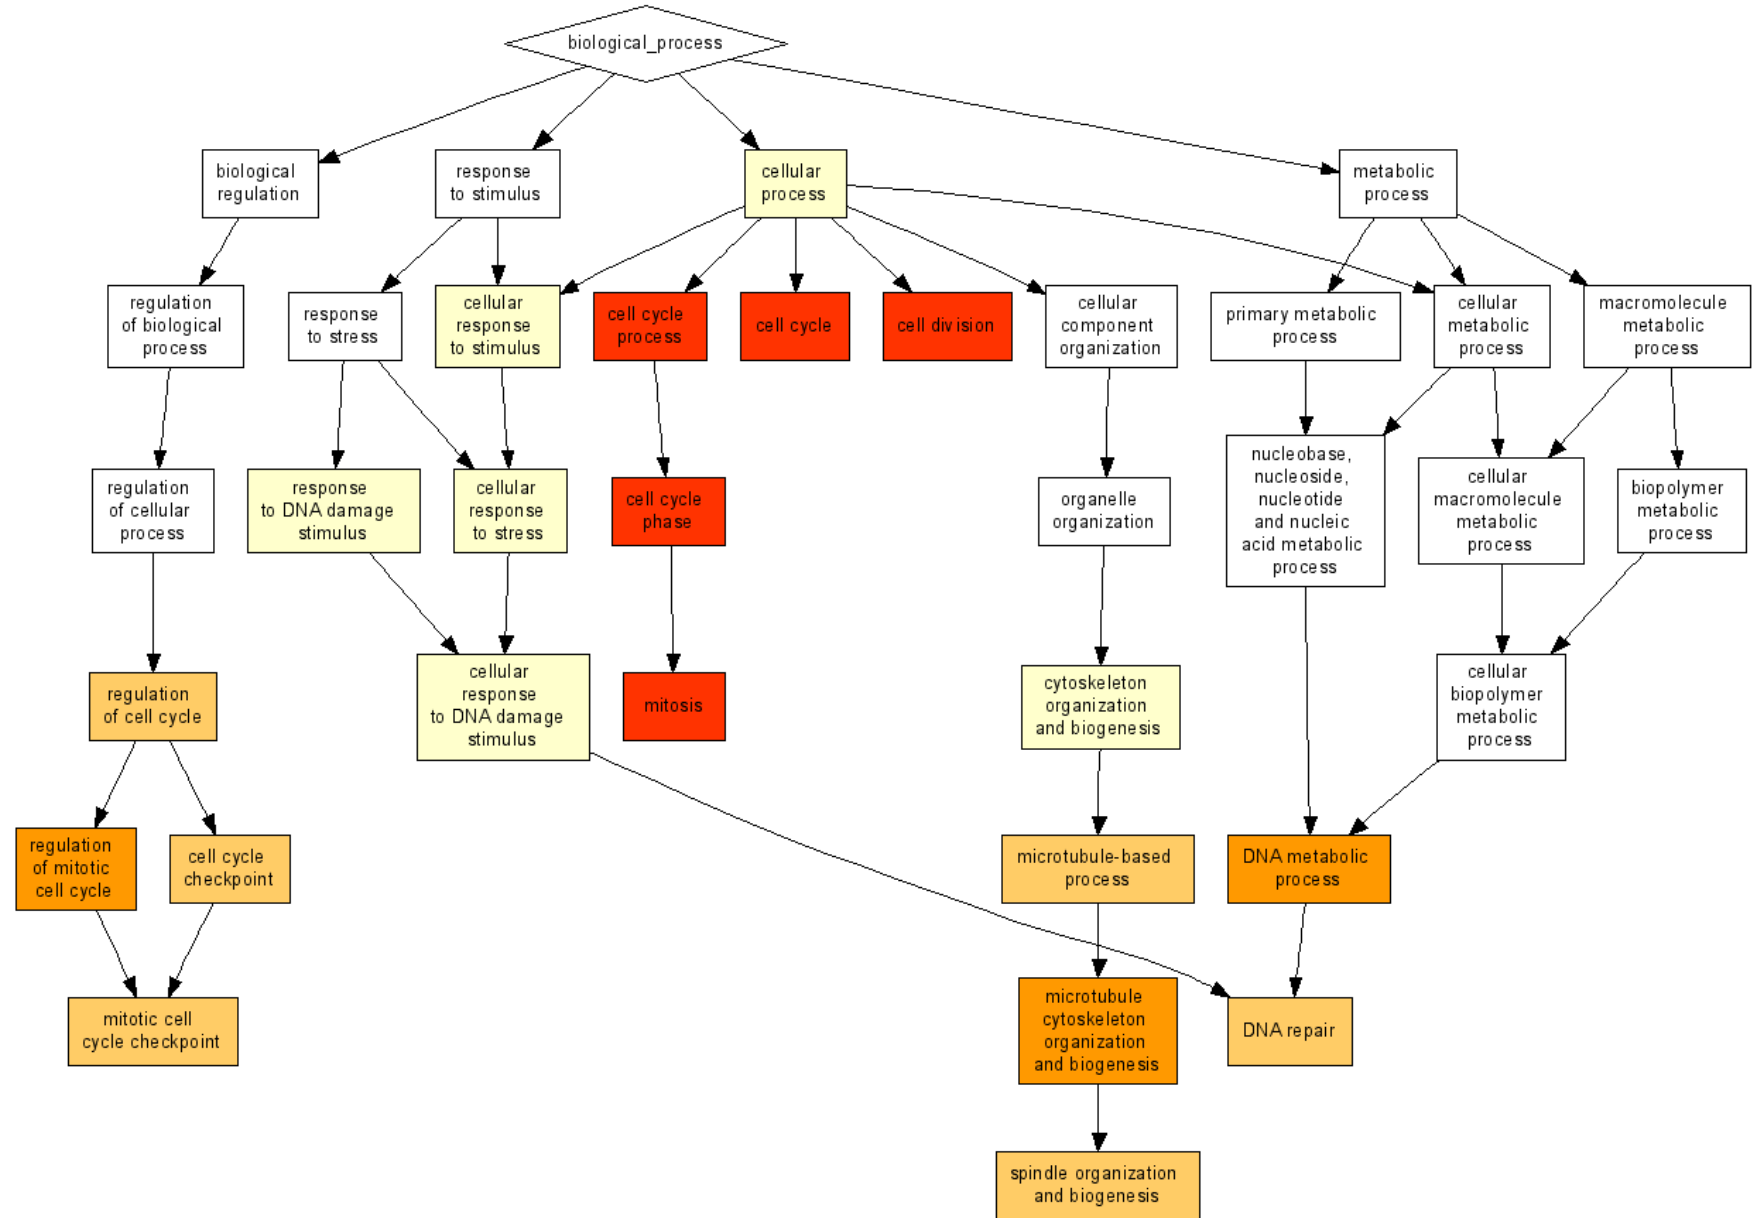 biological_process
biological
regulation
response
to stimulus
cellular
process
metabolic
process
regulation
of biological
process
response
to stress
cellular
response
to stimulus
cell cycle
process
cell cycle
cell division
cellular
component
organization
primary metabolic
process
cellular
metabolic
process
macromolecule
metabolic
process
regulation
of cellular
process
response
to DNA damage
stimulus
cellular
response
to stress
cell cycle
phase
organelle
organization
nucleobase,
nucleoside,
nucleotide
and nucleic
acid metabolic
process
cellular
macromolecule
metabolic
process
biopolymer
metabolic
process
regulation
of cell cycle
cellular
response
to DNA damage
stimulus
mitosis
cytoskeleton
organization
and biogenesis
cellular
biopolymer
metabolic
process
regulation
of mitotic
cell cycle
cell cycle
checkpoint
microtubule-based
process
DNA metabolic
process
mitotic cell
cycle checkpoint
microtubule
cytoskeleton
organization
and biogenesis
DNA repair
spindle organization
and biogenesis